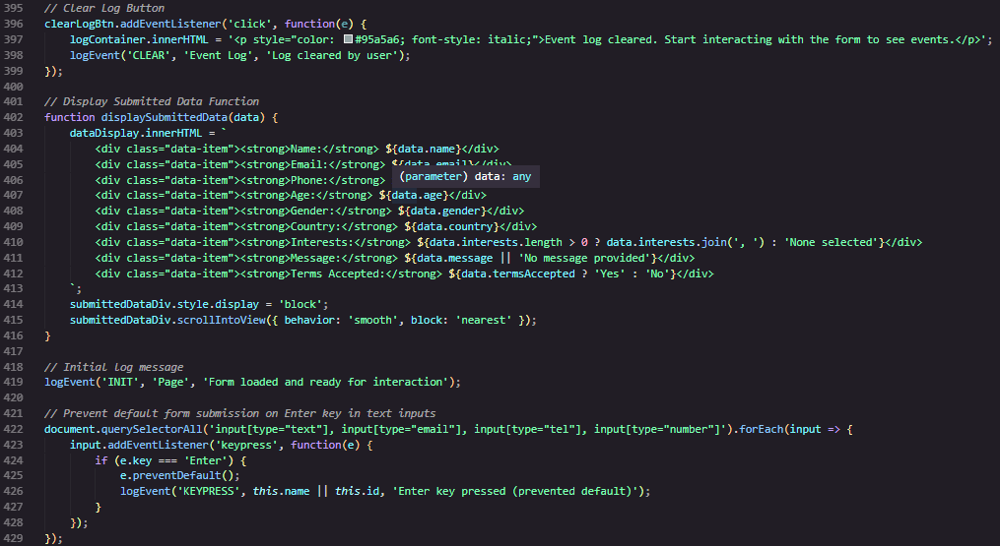 395 // Clear Log Button
396 clearLogBtn.addEventListener('click', function(e) {
397     logContainer.innerHTML = '<p style="color: #95a5a6; font-style: italic;">Event log cleared. Start interacting with the form to see events.</p>';
398     logEvent('CLEAR', 'Event Log', 'Log cleared by user');
399 });
400
401 // Display Submitted Data Function
402 function displaySubmittedData(data) {
403     dataDisplay.innerHTML = `
404         <div class="data-item"><strong>Name:</strong> ${data.name}</div>
405         <div class="data-item"><strong>Email:</strong> ${data.email}</div>
406         <div class="data-item"><strong>Phone:</strong> (parameter) data: any
407         <div class="data-item"><strong>Age:</strong> ${data.age}</div>
408         <div class="data-item"><strong>Gender:</strong> ${data.gender}</div>
409         <div class="data-item"><strong>Country:</strong> ${data.country}</div>
410         <div class="data-item"><strong>Interests:</strong> ${data.interests.length > 0 ? data.interests.join(', ') : 'None selected'}</div>
411         <div class="data-item"><strong>Message:</strong> ${data.message || 'No message provided'}</div>
412         <div class="data-item"><strong>Terms Accepted:</strong> ${data.termsAccepted ? 'Yes' : 'No'}</div>
413     `;
414     submittedDataDiv.style.display = 'block';
415     submittedDataDiv.scrollIntoView({ behavior: 'smooth', block: 'nearest' });
416 }
417
418 // Initial log message
419 logEvent('INIT', 'Page', 'Form loaded and ready for interaction');
420
421 // Prevent default form submission on Enter key in text inputs
422 document.querySelectorAll('input[type="text"], input[type="email"], input[type="tel"], input[type="number"]').forEach(input => {
423     input.addEventListener('keypress', function(e) {
424         if (e.key === 'Enter') {
425             e.preventDefault();
426             logEvent('KEYPRESS', this.name || this.id, 'Enter key pressed (prevented default)');
427         }
428     });
429 });